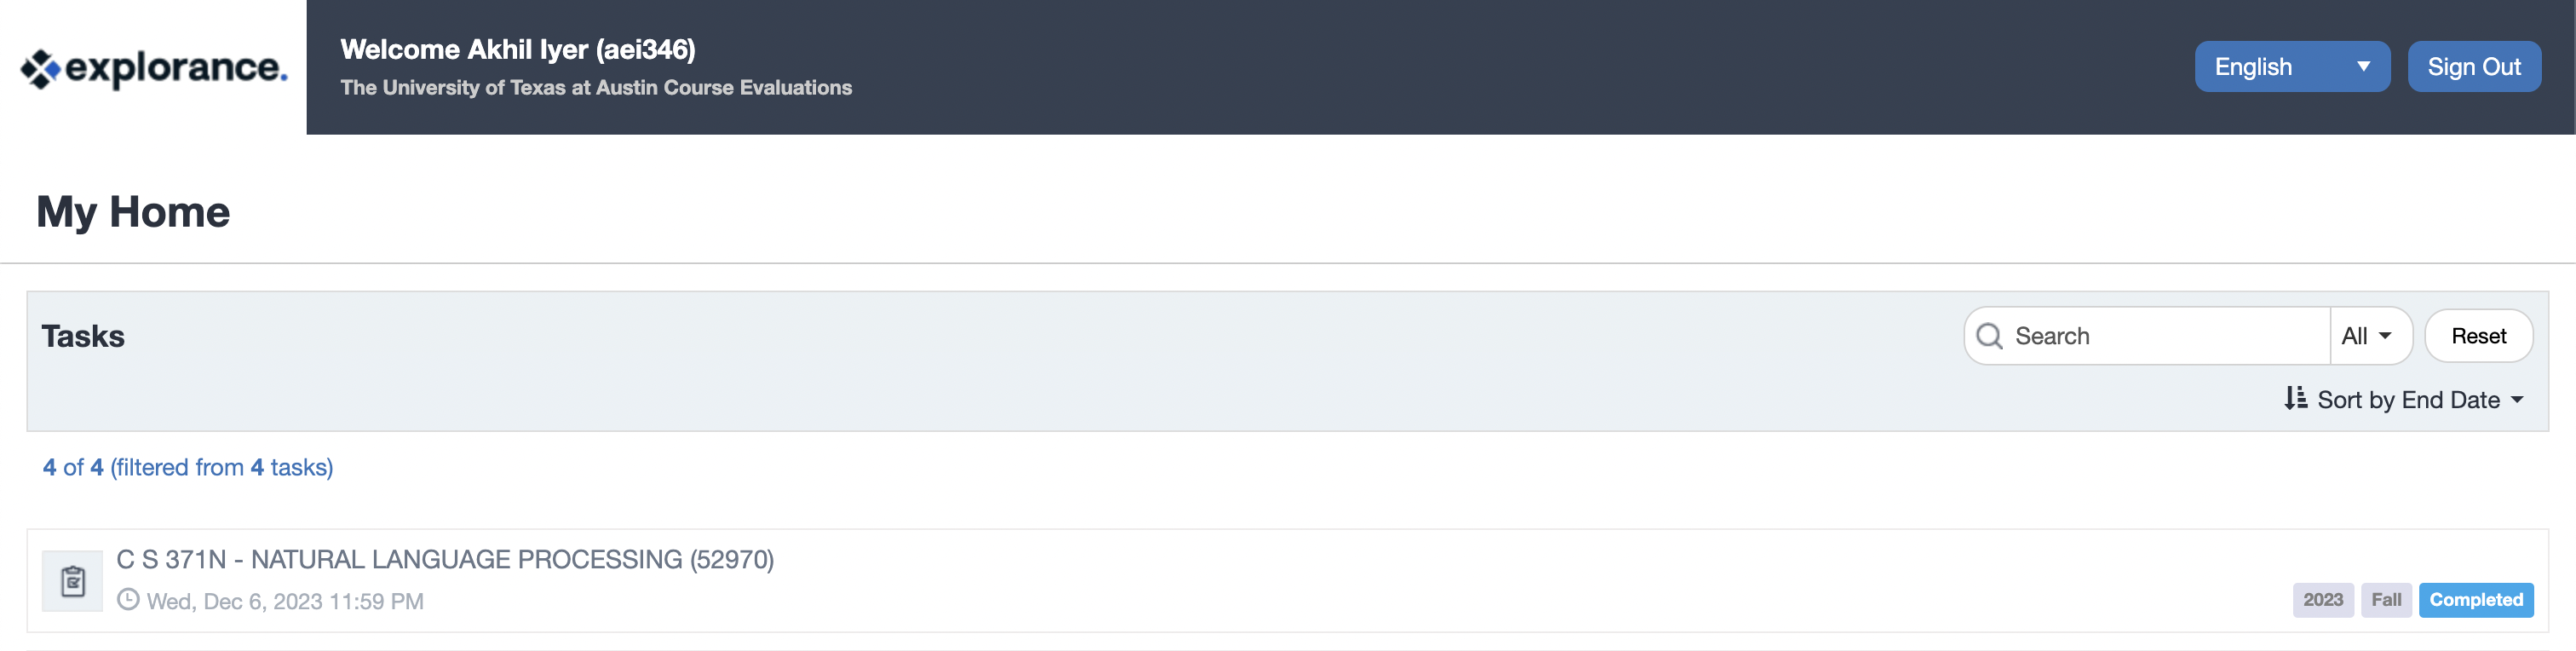 explorance.
Welcome Akhil Iyer (aei346)
The University of Texas at Austin Course Evaluations
English
Sign Out
My Home
Tasks
Search
All
Reset
Sort by End Date
4 of 4 (filtered from 4 tasks)
C S 371N - NATURAL LANGUAGE PROCESSING (52970)
Wed, Dec 6, 2023 11:59 PM
2023
Fall
Completed